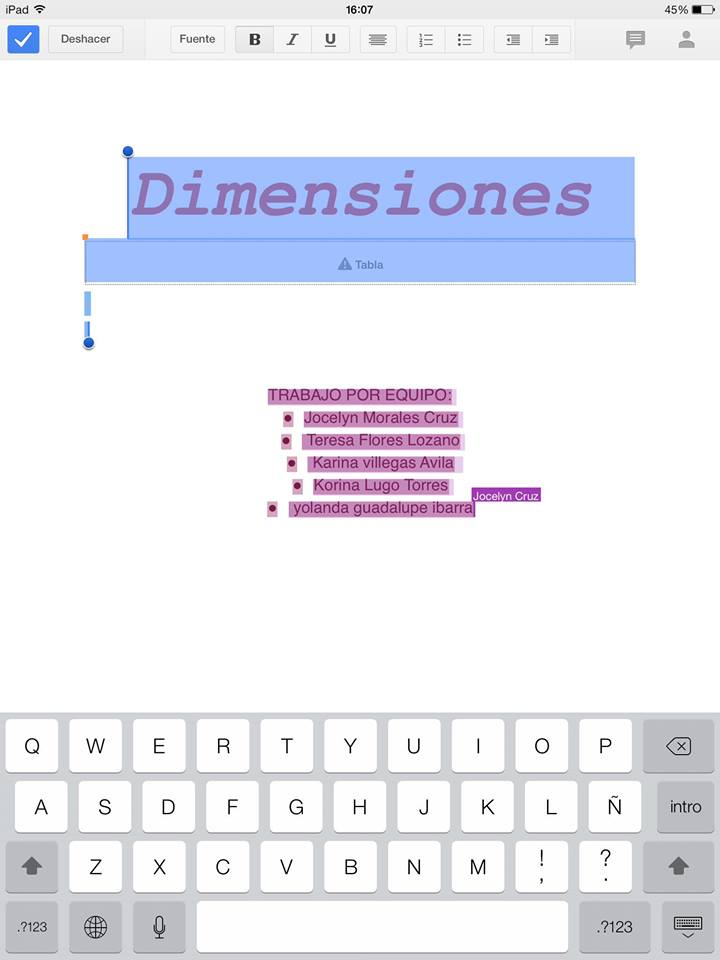 iPad 16:07 45%
Deshacer Fuente B I U
Dimensiones
Tabla
TRABAJO POR EQUIPO:
• Jocelyn Morales Cruz
• Teresa Flores Lozano
• Karina villegas Avila
• Korina Lugo Torres
Jocelyn Cruz
• yolanda guadalupe ibarra
Q W E R T Y U I O P
A S D F G H J K L Ñ intro
Z X C V B N M ! , ? .
.?123 .?123